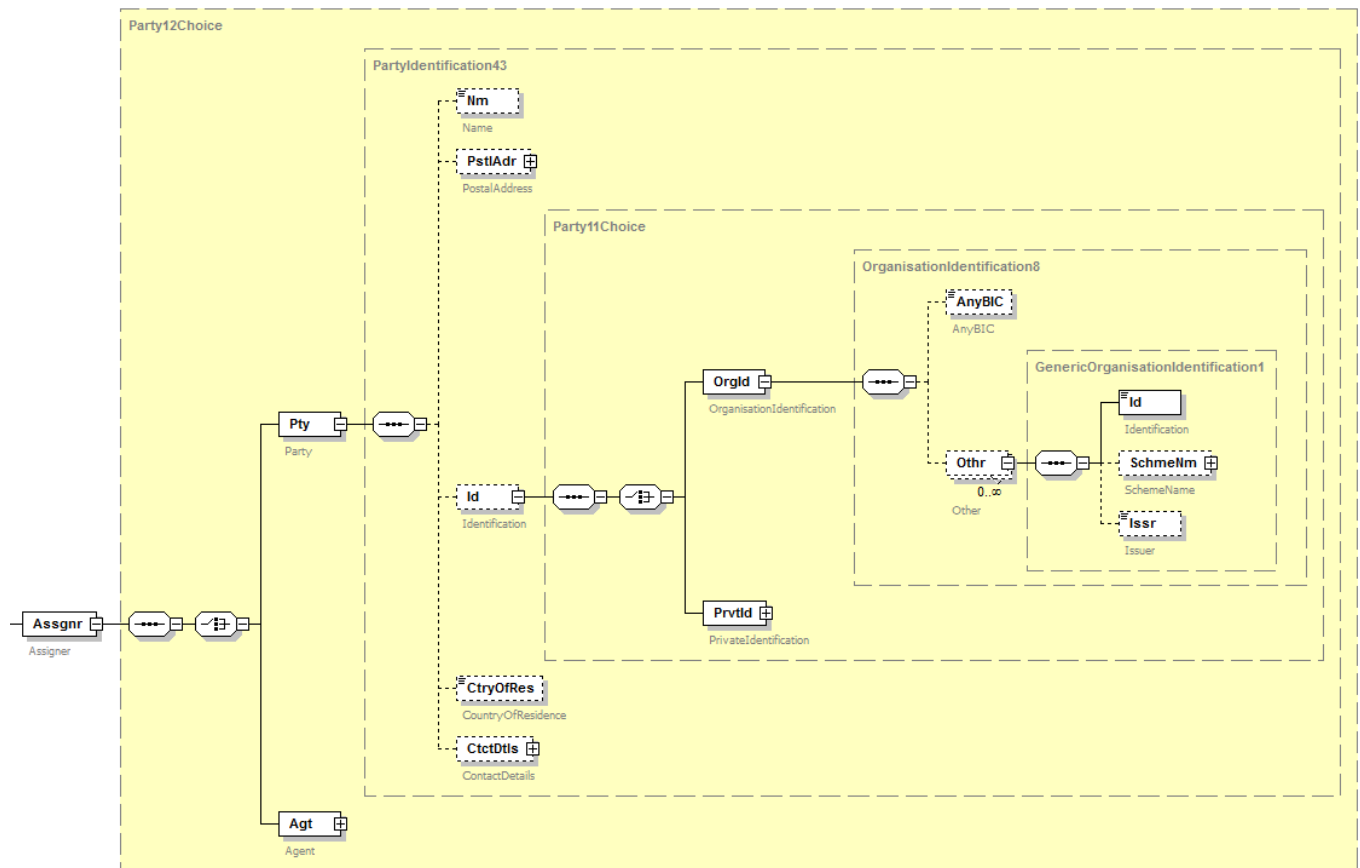 Party12Choice
PartyIdentification43
Nm
Name
PstlAdr
PostalAddress
Party11Choice
OrganisationIdentification8
AnyBIC
AnyBIC
GenericOrganisationIdentification1
OrgId
OrganisationIdentification
Id
Identification
Pty
Party
Othr
0..∞
Other
SchmeNm
SchemeName
Id
Identification
Issr
Issuer
Assgnr
Assigner
PrvtId
PrivateIdentification
CtryOfRes
CountryOfResidence
CtctDtls
ContactDetails
Agt
Agent